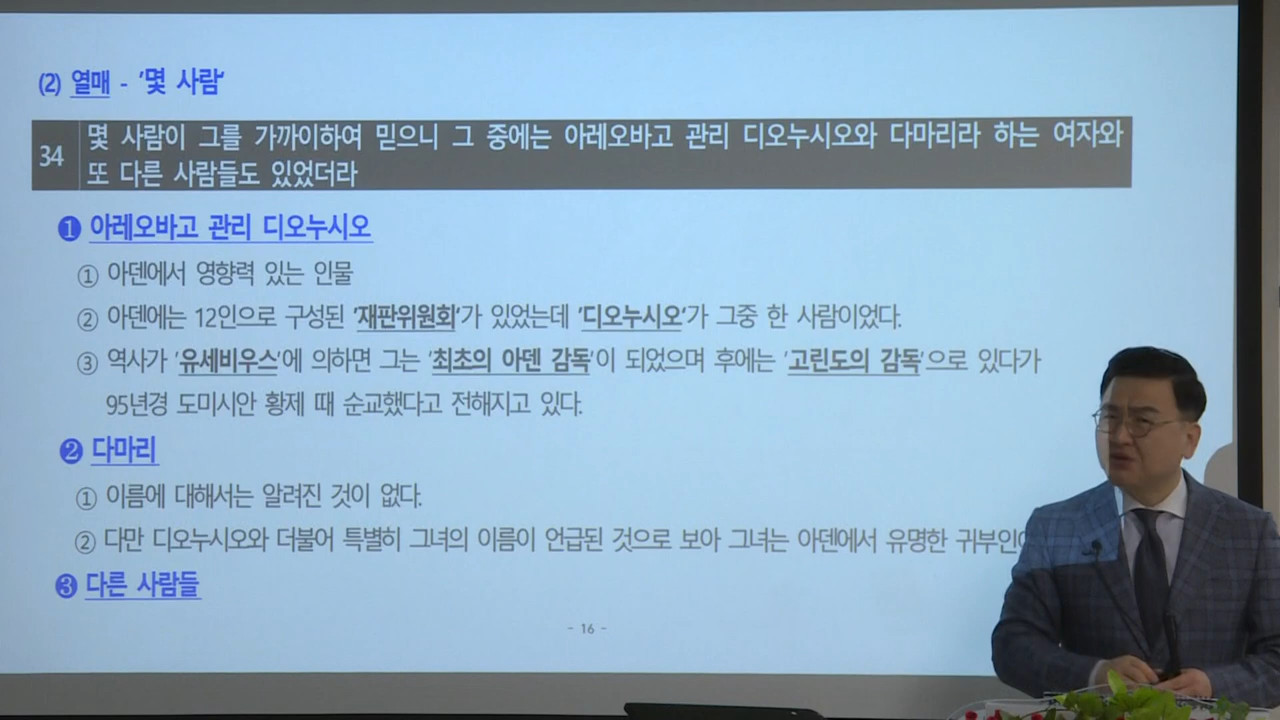 (2) 열매 - '몇 사람'
34 몇 사람이 그를 가까이하여 믿으니 그 중에는 아레오바고 관리 디오누시오와 다마리라 하는 여자와
또 다른 사람들도 있었더라
❶ 아레오바고 관리 디오누시오
① 아덴에서 영향력 있는 인물
② 아덴에는 12인으로 구성된 '재판위원회'가 있었는데 '디오누시오'가 그중 한 사람이었다.
③ 역사가 '유세비우스'에 의하면 그는 '최초의 아덴 감독'이 되었으며 후에는 '고린도의 감독'으로 있다가
95년경 도미시안 황제 때 순교했다고 전해지고 있다.
❷ 다마리
① 이름에 대해서는 알려진 것이 없다.
② 다만 디오누시오와 더불어 특별히 그녀의 이름이 언급된 것으로 보아 그녀는 아덴에서 유명한
❸ 다른 사람들
- 16 -